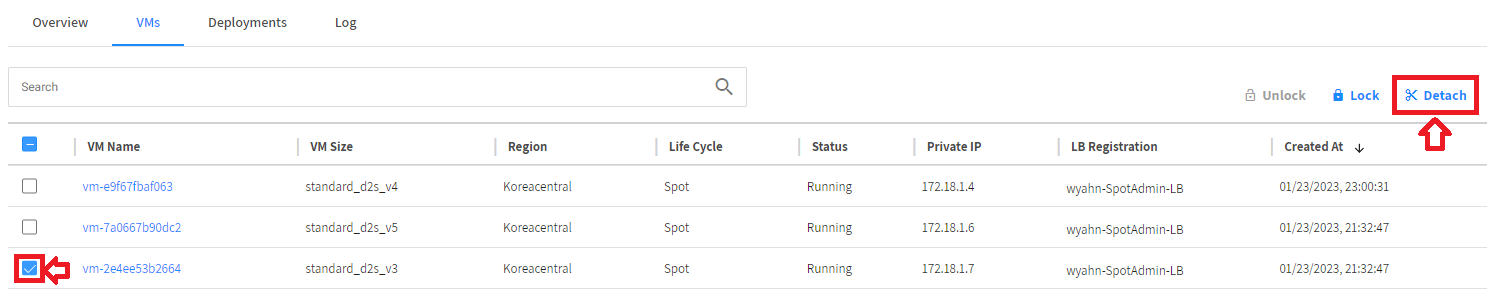 Overview VMs Deployments Log
Search
Unlock Lock Detach
VM Name VM Size Region Life Cycle Status Private IP LB Registration Created At
vm-e9f67fbaf063 standard_d2s_v4 Koreacentral Spot Running 172.18.1.4 wyahn-SpotAdmin-LB 01/23/2023, 23:00:31
vm-7a0667b90dc2 standard_d2s_v5 Koreacentral Spot Running 172.18.1.6 wyahn-SpotAdmin-LB 01/23/2023, 21:32:47
vm-2e4ee53b2664 standard_d2s_v3 Koreacentral Spot Running 172.18.1.7 wyahn-SpotAdmin-LB 01/23/2023, 21:32:47